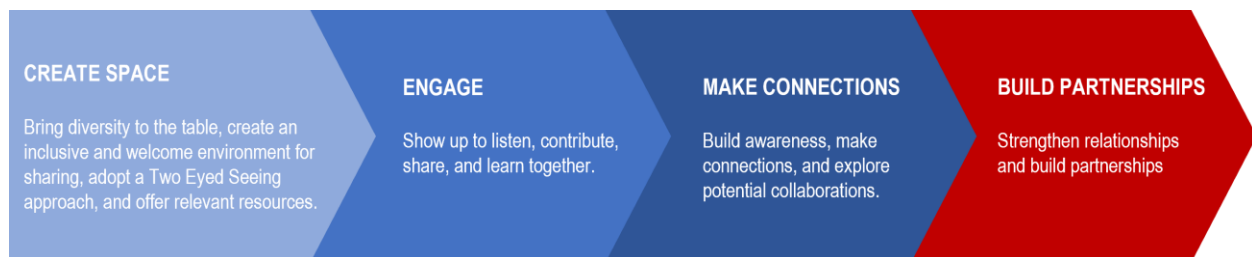 CREATE SPACE
Bring diversity to the table, create an
inclusive and welcome environment for
sharing, adopt a Two Eyed Seeing
approach, and offer relevant resources.
ENGAGE
Show up to listen, contribute,
share, and learn together.
MAKE CONNECTIONS
Build awareness, make
connections, and explore
potential collaborations.
BUILD PARTNERSHIPS
Strengthen relationships
and build partnerships